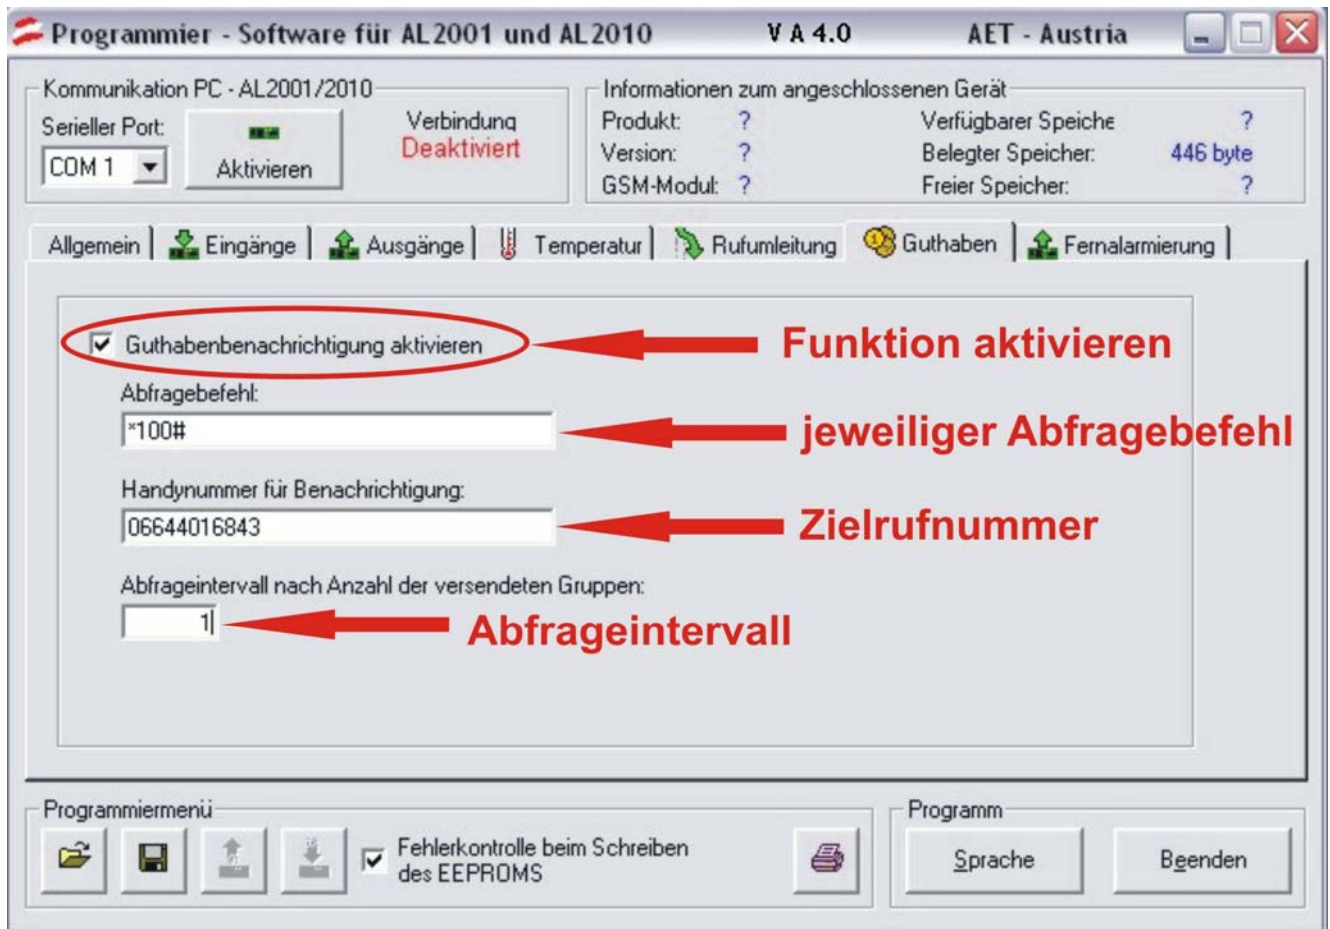 Programmier - Software für AL2001 und AL2010 V A 4.0 AET - Austria
Kommunikation PC - AL2001/2010
Serieller Port:
COM 1
Aktivieren
Verbindung
Deaktiviert
Informationen zum angeschlossenen Gerät
Produkt: ?
Version: ?
GSM-Modul: ?
Verfügbarer Speiche ?
Belegter Speicher: 446 byte
Freier Speicher: ?
Allgemein Eingänge Ausgänge Temperatur Rufumleitung Guthaben Fernalarmierung
Guthabenbenachrichtigung aktivieren
Funktion aktivieren
Abfragebefehl:
*100#
jeweiliger Abfragebefehl
Handynummer für Benachrichtigung:
06644016843
Zielrufnummer
Abfrageintervall nach Anzahl der versendeten Gruppen:
1
Abfrageintervall
Programmiermenü
Fehlerkontrolle beim Schreiben
des EEPROMS
Programm
Sprache
Beenden